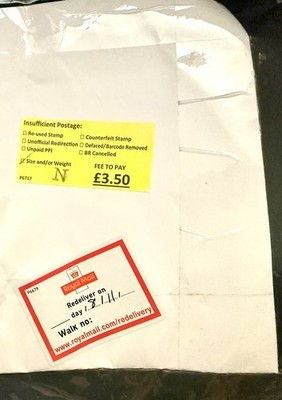 Insufficient Postage:
☐ Re-used Stamp ☐ Counterfeit Stamp
☐ Unofficial Redirection ☐ Defaced/Barcode Removed
☐ Unpaid PPI ☐ BR Cancelled
☑ Size and/or Weight FEE TO PAY
N £3.50
P6717
P4479
Royal Mail
Redeliver on
day
Walk no:
www.royalmail.com/redelivery